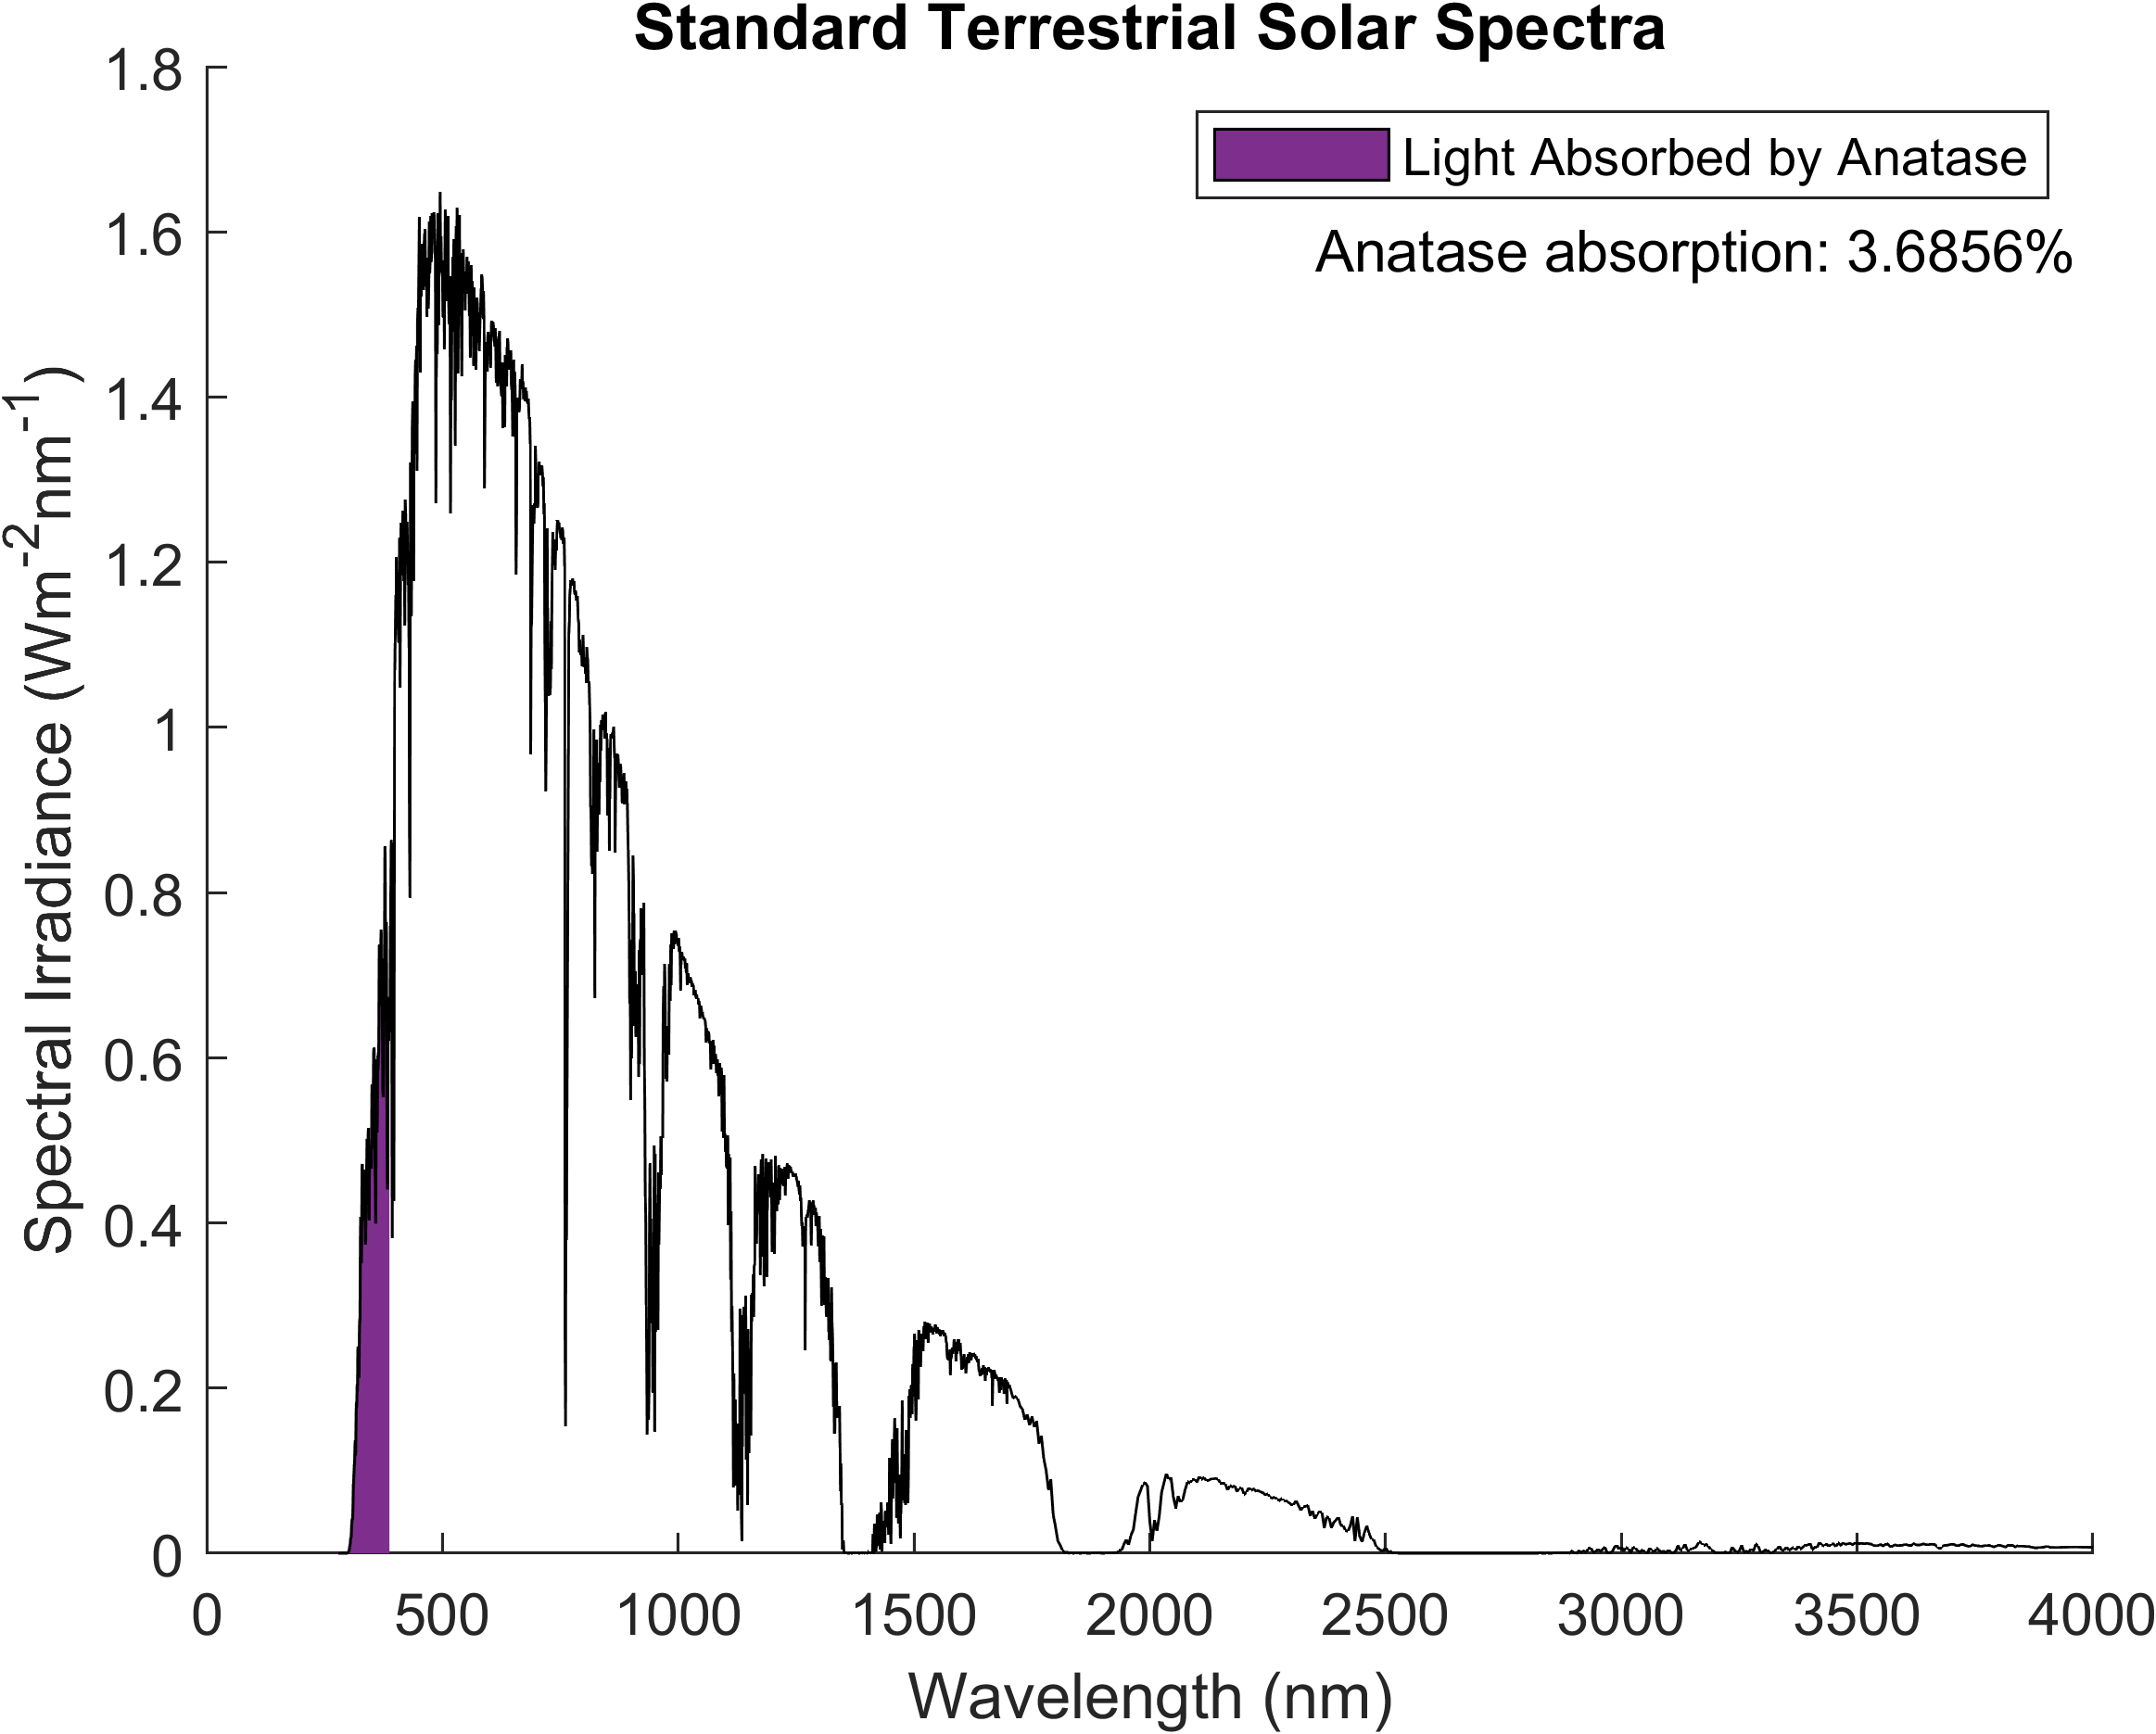 Standard Terrestrial Solar Spectra
Light Absorbed by Anatase
Anatase absorption: 3.6856%
Spectral Irradiance (Wm⁻²nm⁻¹)
1.8
1.6
1.4
1.2
1
0.8
0.6
0.4
0.2
0
0 500 1000 1500 2000 2500 3000 3500 4000
Wavelength (nm)